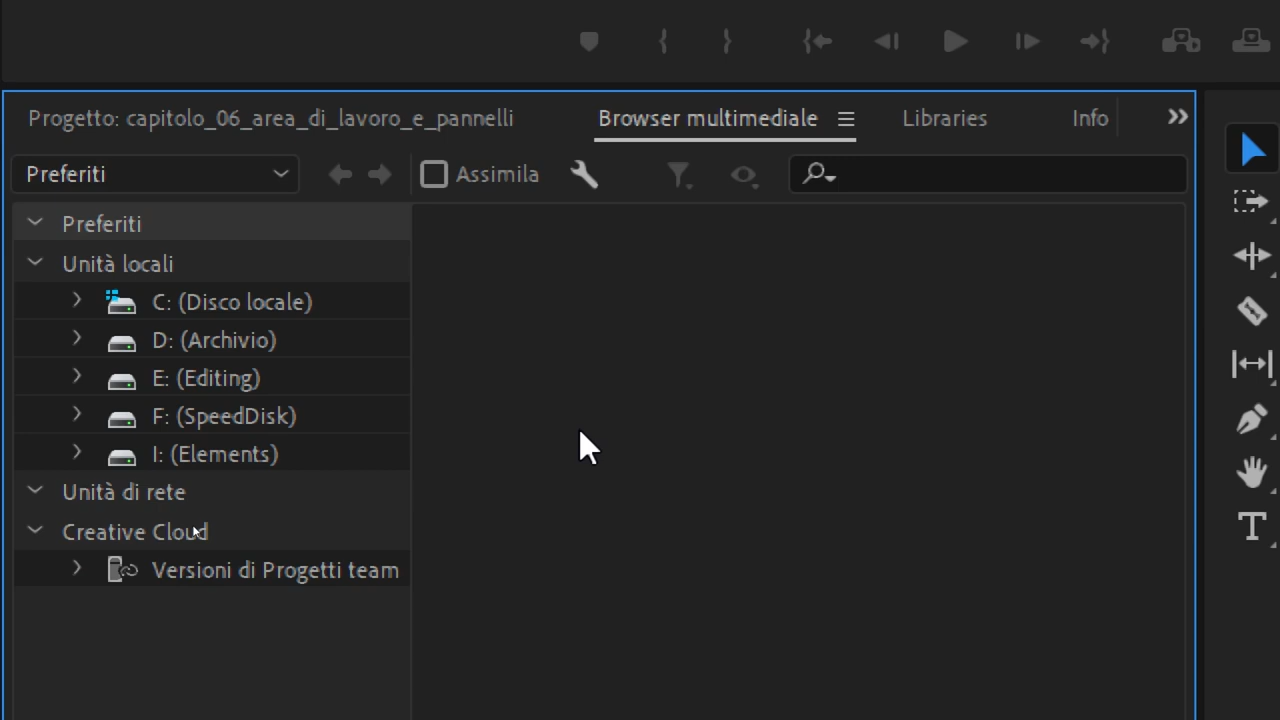 Progetto: capitolo_06_area_di_lavoro_e_pannelli Browser multimediale Libraries Info
Preferiti Assimila
Preferiti
Unità locali
C: (Disco locale)
D: (Archivio)
E: (Editing)
F: (SpeedDisk)
I: (Elements)
Unità di rete
Creative Cloud
Versioni di Progetti team